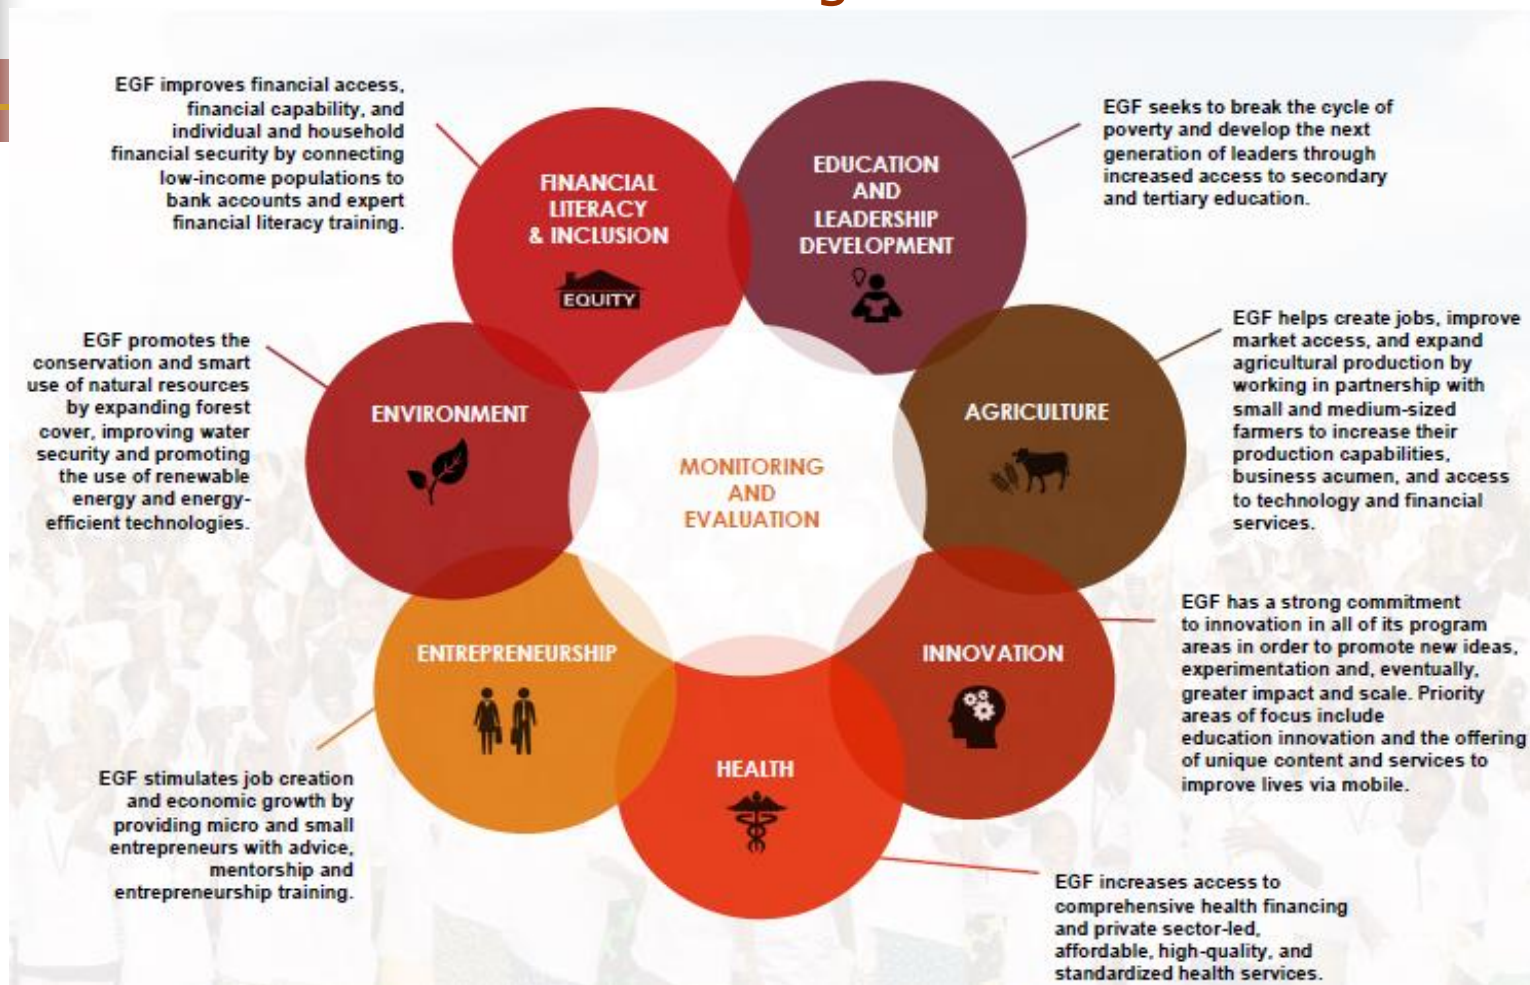 EGF improves financial access,
financial capability, and
individual and household
financial security by connecting
low-income populations to
bank accounts and expert
financial literacy training.
FINANCIAL
LITERACY
& INCLUSION
EQUITY
EDUCATION
AND
LEADERSHIP
DEVELOPMENT
EGF seeks to break the cycle of
poverty and develop the next
generation of leaders through
increased access to secondary
and tertiary education.
EGF promotes the
conservation and smart
use of natural resources
by expanding forest
cover, improving water
security and promoting
the use of renewable
energy and energy-
efficient technologies.
ENVIRONMENT
MONITORING
AND
EVALUATION
AGRICULTURE
EGF helps create jobs, improve
market access, and expand
agricultural production by
working in partnership with
small and medium-sized
farmers to increase their
production capabilities,
business acumen, and access
to technology and financial
services.
ENTREPRENEURSHIP
EGF stimulates job creation
and economic growth by
providing micro and small
entrepreneurs with advice,
mentorship and
entrepreneurship training.
HEALTH
INNOVATION
EGF has a strong commitment
to innovation in all of its program
areas in order to promote new ideas,
experimentation and, eventually,
greater impact and scale. Priority
areas of focus include
education innovation and the offering
of unique content and services to
improve lives via mobile.
EGF increases access to
comprehensive health financing
and private sector-led,
affordable, high-quality, and
standardized health services.